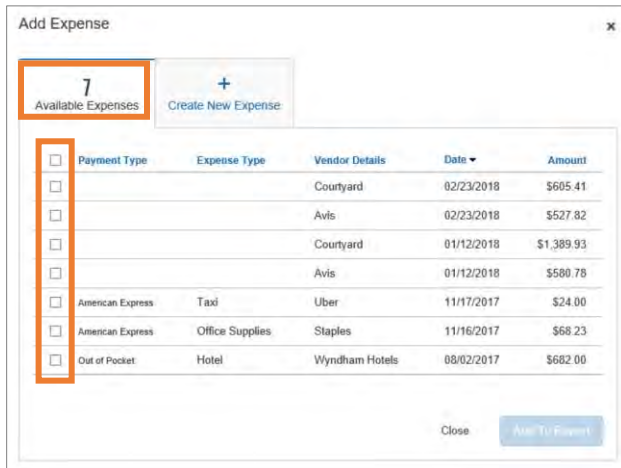 Add Expense ×
7 +
Available Expenses Create New Expense
Payment Type Expense Type Vendor Details Date Amount
Courtyard 02/23/2018 $605.41
Avis 02/23/2018 $527.82
Courtyard 01/12/2018 $1,389.93
Avis 01/12/2018 $580.78
American Express Taxi Uber 11/17/2017 $24.00
American Express Office Supplies Staples 11/16/2017 $68.23
Out of Pocket Hotel Wyndham Hotels 08/02/2017 $682.00
Close Add To Report